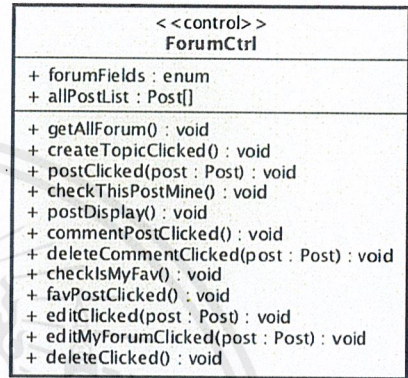 <<control>>
ForumCtrl
+ forumFields : enum
+ allPostList : Post[]
+ getAllForum() : void
+ createTopicClicked() : void
+ postClicked(post : Post) : void
+ checkThisPostMine() : void
+ postDisplay() : void
+ commentPostClicked() : void
+ deleteCommentClicked(post : Post) : void
+ checkIsMyFav() : void
+ favPostClicked() : void
+ editClicked(post : Post) : void
+ editMyForumClicked(post : Post) : void
+ deleteClicked() : void